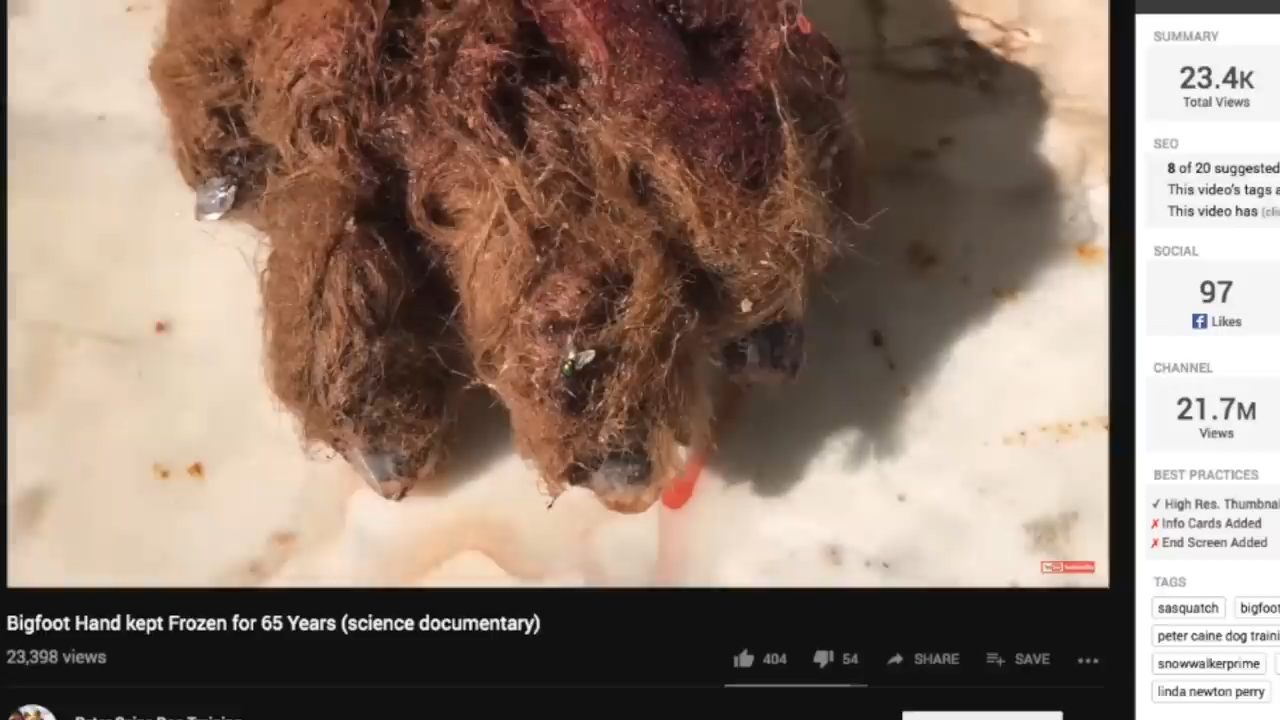 Bigfoot Hand kept Frozen for 65 Years (science documentary)
23,398 views
404
54
SHARE
SAVE
SUMMARY
23.4K
Total Views
SEO
8 of 20 suggested
This video's tags a
This video has (cli
SOCIAL
97
Likes
CHANNEL
21.7M
Views
BEST PRACTICES
✓ High Res. Thumbnai
✗ Info Cards Added
✗ End Screen Added
TAGS
sasquatch
bigfoot
peter caine dog traini
snowwalkerprime
linda newton perry